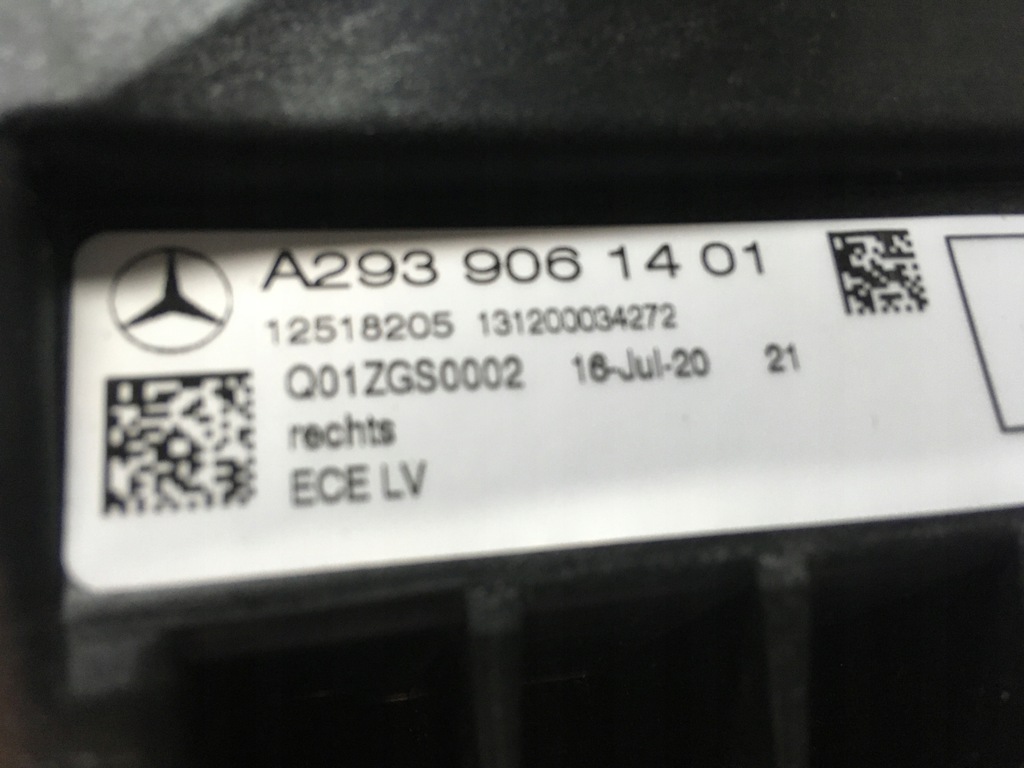 A293 906 14 01
12518205 131200034272
Q01ZGS0002 16-Jul-20 21
rechts
ECE LV